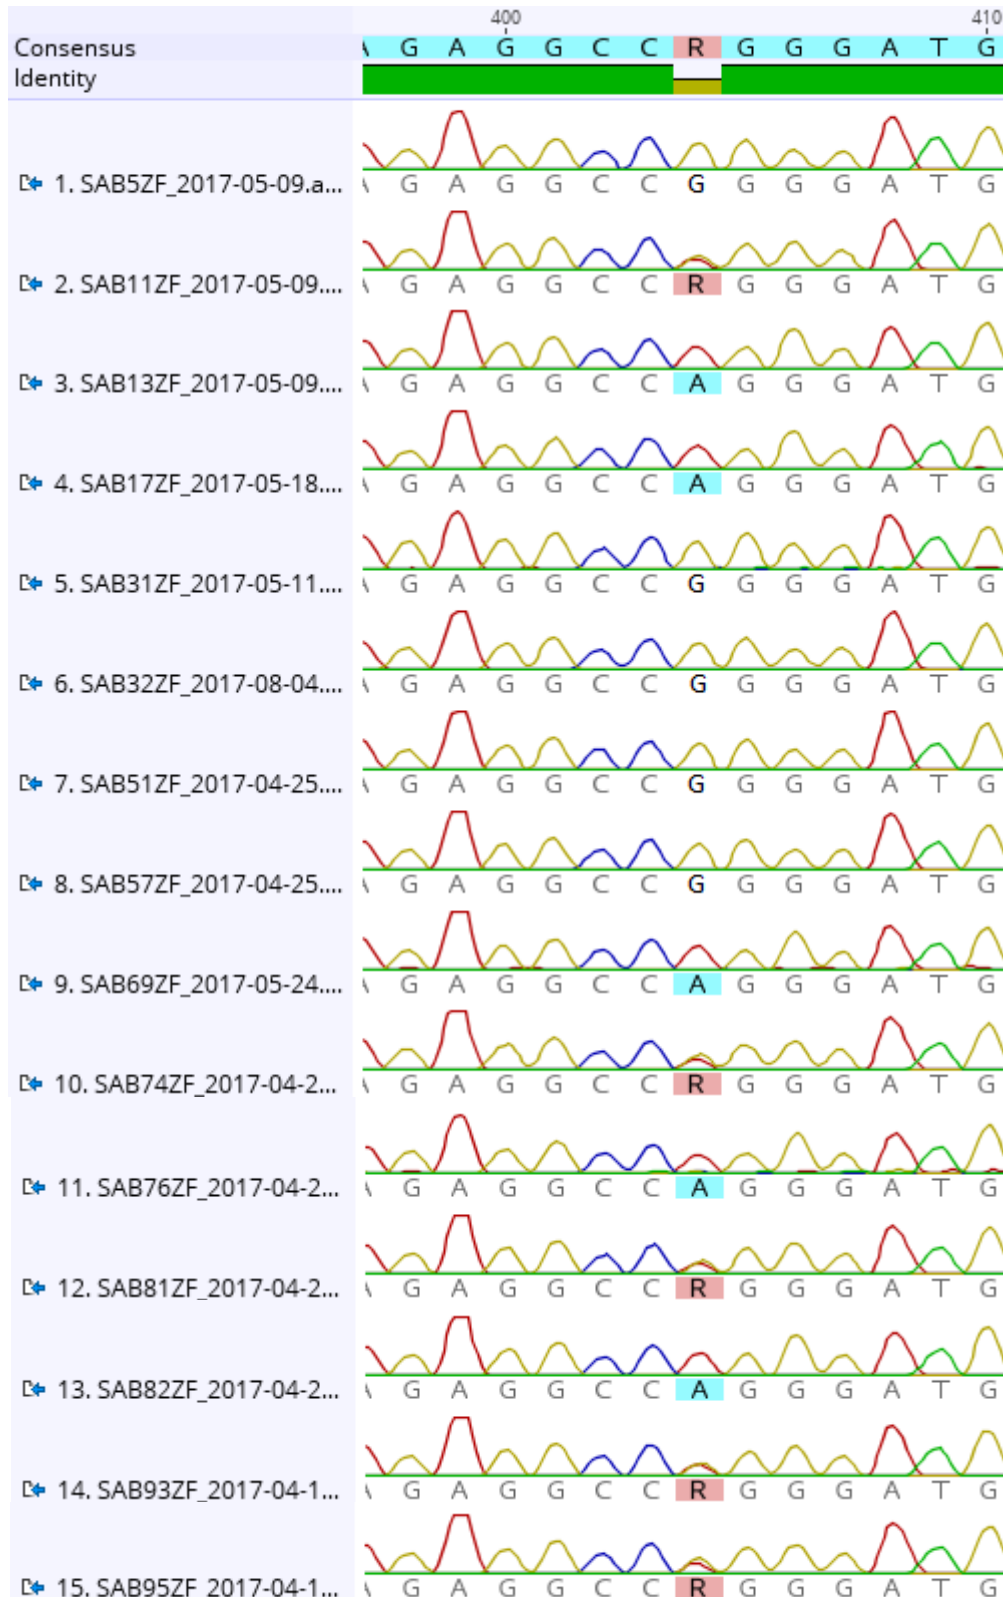 400 410
Consensus A G A G G C C R G G G A T G
Identity
1. SAB5ZF_2017-05-09.a... A G A G G C C G G G G A T G
2. SAB11ZF_2017-05-09.... A G A G G C C R G G G A T G
3. SAB13ZF_2017-05-09.... A G A G G C C A G G G A T G
4. SAB17ZF_2017-05-18.... A G A G G C C A G G G A T G
5. SAB31ZF_2017-05-11.... A G A G G C C G G G G A T G
6. SAB32ZF_2017-08-04.... A G A G G C C G G G G A T G
7. SAB51ZF_2017-04-25.... A G A G G C C G G G G A T G
8. SAB57ZF_2017-04-25.... A G A G G C C G G G G A T G
9. SAB69ZF_2017-05-24.... A G A G G C C A G G G A T G
10. SAB74ZF_2017-04-2... A G A G G C C R G G G A T G
11. SAB76ZF_2017-04-2... A G A G G C C A G G G A T G
12. SAB81ZF_2017-04-2... A G A G G C C R G G G A T G
13. SAB82ZF_2017-04-2... A G A G G C C A G G G A T G
14. SAB93ZF_2017-04-1... A G A G G C C R G G G A T G
15. SAB95ZF_2017-04-1... A G A G G C C R G G G A T G